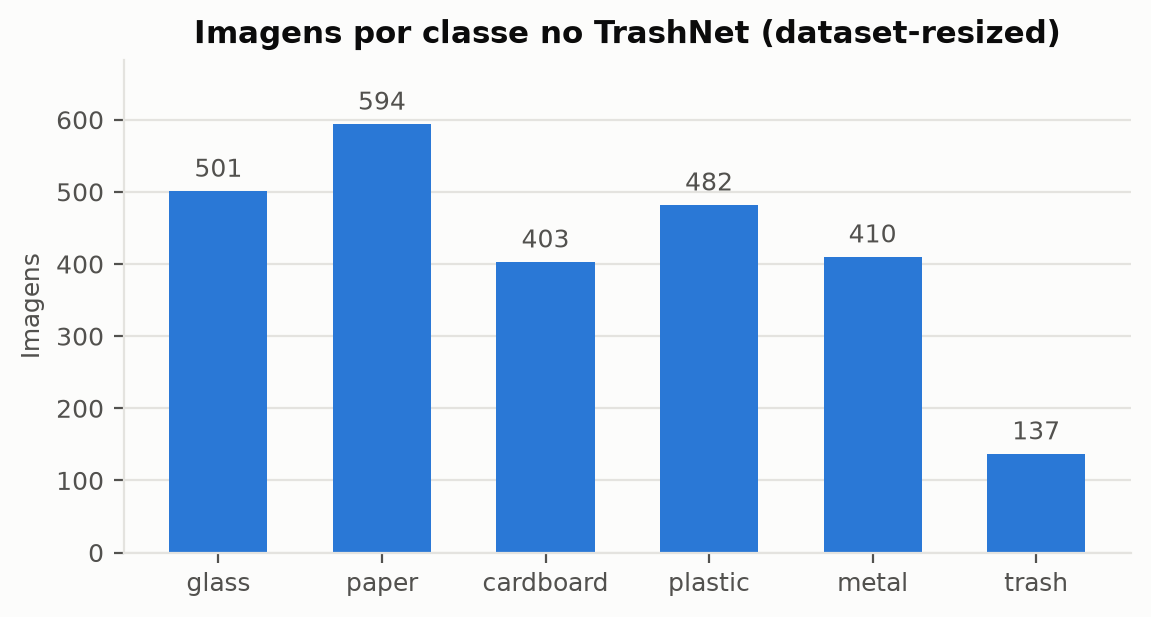 Imagens por classe no TrashNet (dataset-resized)
Imagens
600
500
400
300
200
100
0
501
594
403
482
410
137
glass
paper
cardboard
plastic
metal
trash